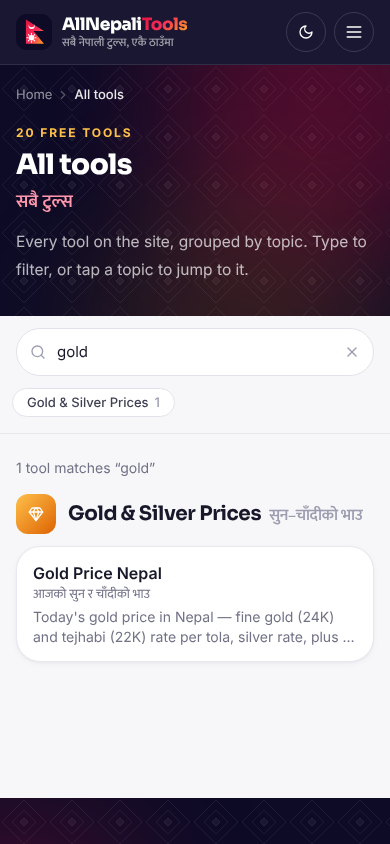 AllNepaliTools
सबै नेपाली टुल्स, एकै ठाउँमा
Home > All tools
20 FREE TOOLS
All tools
सबै टुल्स
Every tool on the site, grouped by topic. Type to
filter, or tap a topic to jump to it.
gold
Gold & Silver Prices 1
1 tool matches “gold”
Gold & Silver Prices सुन–चाँदीको भाउ
Gold Price Nepal
आजको सुन र चाँदीको भाउ
Today's gold price in Nepal — fine gold (24K)
and tejhabi (22K) rate per tola, silver rate, plus ...